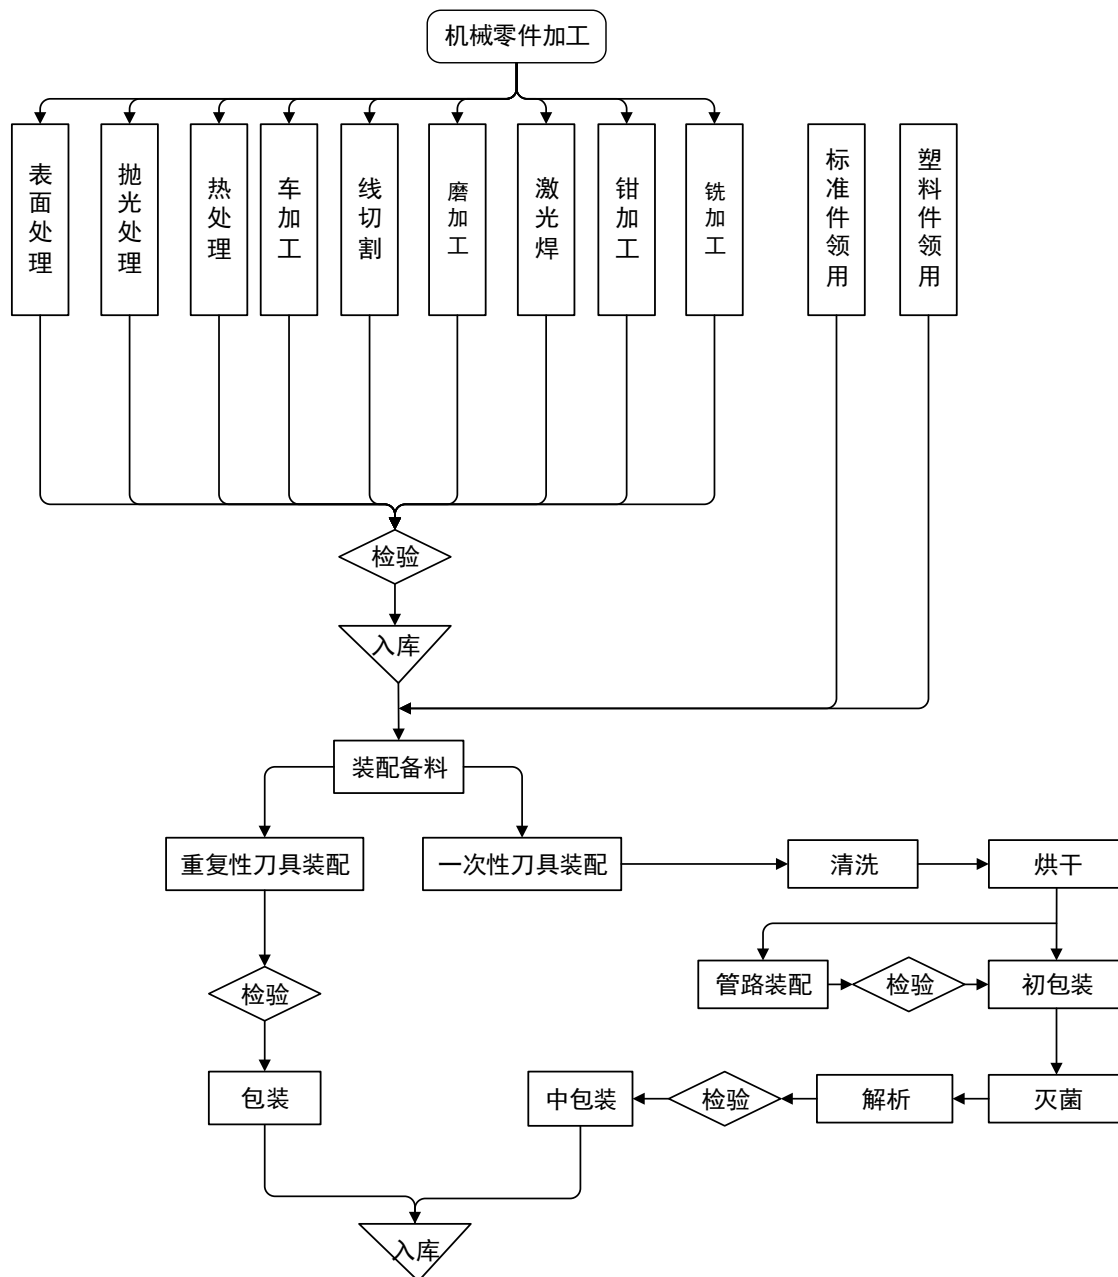 机械零件加工
表面处理
抛光处理
热处理
车加工
线切割
磨加工
激光焊
钳加工
铣加工
标准件领用
塑料件领用
检验
入库
装配备料
重复性刀具装配
一次性刀具装配
清洗
烘干
管路装配
检验
初包装
检验
包装
中包装
检验
解析
灭菌
入库